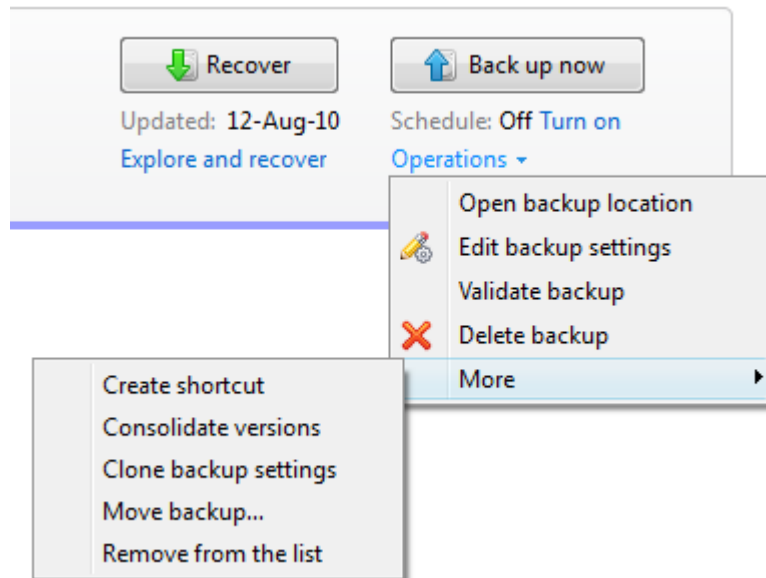 Recover
Back up now
Updated: 12-Aug-10
Schedule: Off Turn on
Explore and recover
Operations
Open backup location
Edit backup settings
Validate backup
Delete backup
More
Create shortcut
Consolidate versions
Clone backup settings
Move backup...
Remove from the list